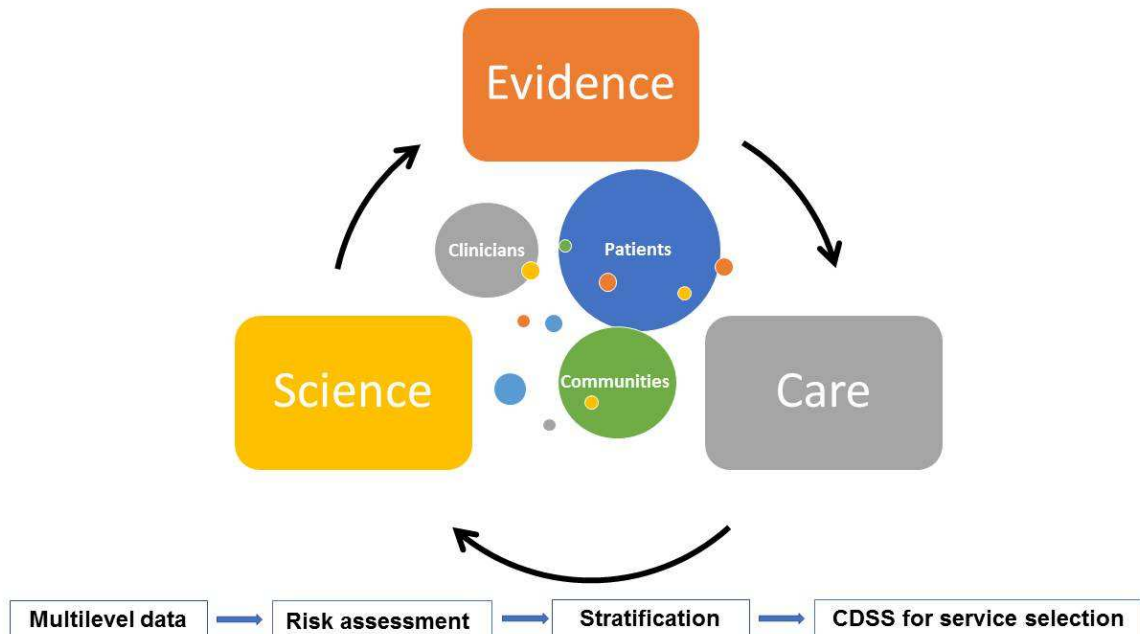 Evidence
Clinicians
Patients
Science
Communities
Care
Multilevel data
Risk assessment
Stratification
CDSS for service selection